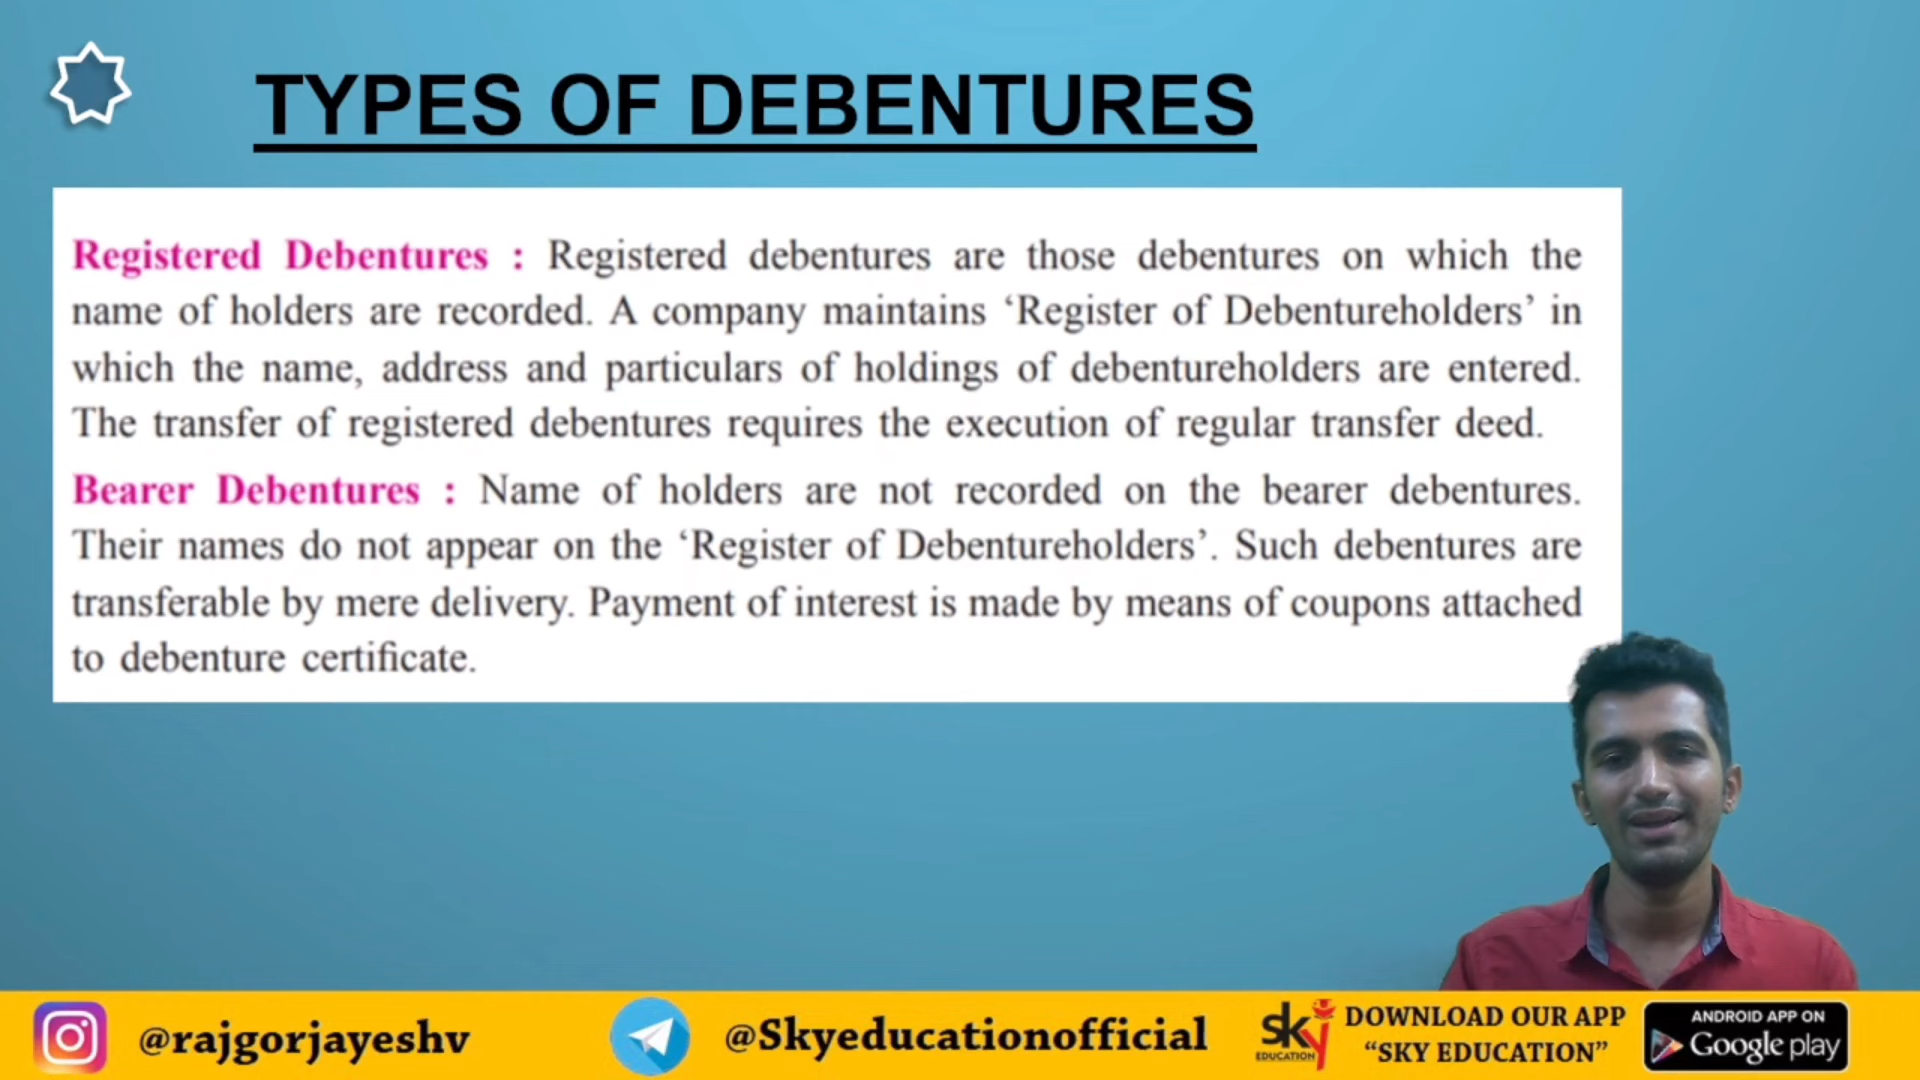 TYPES OF DEBENTURES
Registered Debentures : Registered debentures are those debentures on which the
name of holders are recorded. A company maintains ‘Register of Debentureholders’ in
which the name, address and particulars of holdings of debentureholders are entered.
The transfer of registered debentures requires the execution of regular transfer deed.
Bearer Debentures : Name of holders are not recorded on the bearer debentures.
Their names do not appear on the ‘Register of Debentureholders’. Such debentures are
transferable by mere delivery. Payment of interest is made by means of coupons attached
to debenture certificate.
@rajgorjayeshv
@Skyeducationofficial
sky
EDUCATION
DOWNLOAD OUR APP
“SKY EDUCATION”
ANDROID APP ON
Google play